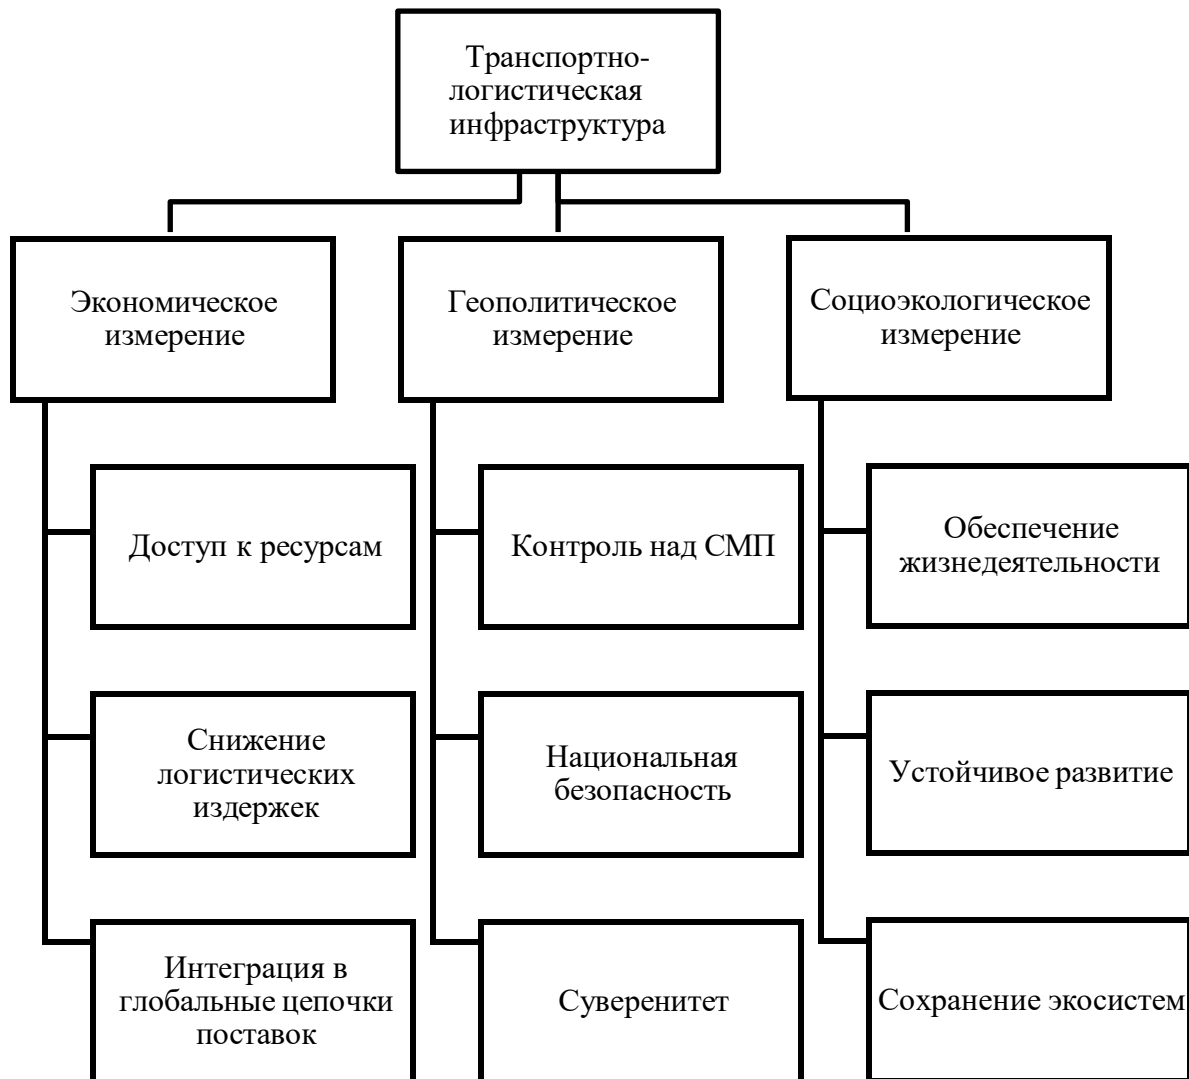 Транспортно-
логистическая
инфраструктура
Экономическое
измерение
Геополитическое
измерение
Социоэкологическое
измерение
Доступ к ресурсам
Контроль над СМП
Обеспечение
жизнедеятельности
Снижение
логистических
издержек
Национальная
безопасность
Устойчивое развитие
Интеграция в
глобальные цепочки
поставок
Суверенитет
Сохранение экосистем